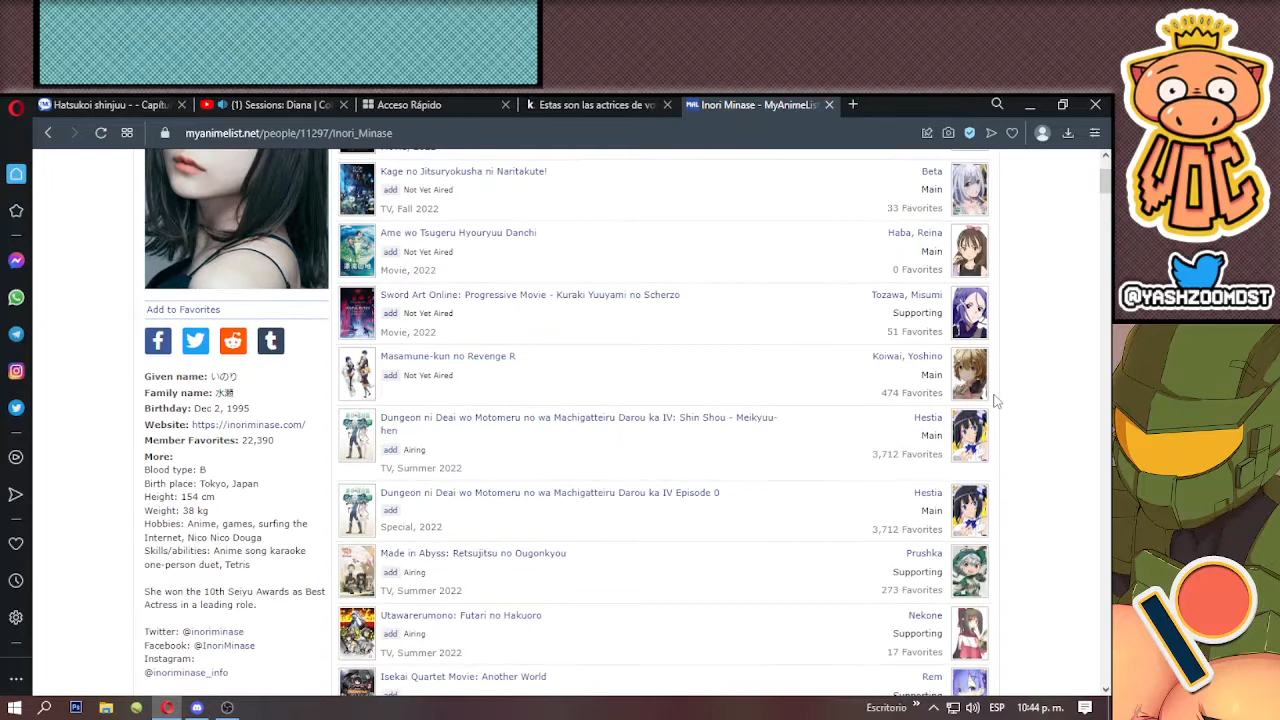 Hatsukoi shinjuu - - Capítu
(1) Sessions: Diana | Co
Acceso Rápido
k Estas son las actrices de vo
MAL Inori Minase - MyAnimeList
myanimelist.net/people/11297/Inori_Minase
Kage no Jitsuryokusha ni Naritakute!
add Not Yet Aired
TV, Fall 2022
Beta
Main
33 Favorites
Ame wo Tsugeru Hyouryuu Danchi
add Not Yet Aired
Movie, 2022
Haba, Reina
Main
0 Favorites
Sword Art Online: Progressive Movie - Kuraki Yuuyami no Scherzo
add Not Yet Aired
Movie, 2022
Tozawa, Misumi
Supporting
51 Favorites
Masamune-kun no Revenge R
add Not Yet Aired
Koiwai, Yoshino
Main
474 Favorites
Dungeon ni Deai wo Motomeru no wa Machigatteiru Darou ka IV: Shin Shou - Meikyuu-
hen
add Airing
TV, Summer 2022
Hestia
Main
3,712 Favorites
Dungeon ni Deai wo Motomeru no wa Machigatteiru Darou ka IV Episode 0
add
Special, 2022
Hestia
Main
3,712 Favorites
Made in Abyss: Retsujitsu no Ougonkyou
add Airing
TV, Summer 2022
Prushka
Supporting
273 Favorites
Utawarerumono: Futari no Hakuoro
add Airing
TV, Summer 2022
Nekone
Supporting
17 Favorites
Isekai Quartet Movie: Another World
add
Rem
Add to Favorites
Given name: いのり
Family name: 水瀬
Birthday: Dec 2, 1995
Website: https://inoriminase.com/
Member Favorites: 22,390
More:
Blood type: B
Birth place: Tokyo, Japan
Height: 154 cm
Weight: 38 kg
Hobbies: Anime, games, surfing the
Internet, Nico Nico Douga
Skills/abilities: Anime song karaoke
one-person duet, Tetris
She won the 10th Seiyu Awards as Best
Actress in a leading role.
Twitter: @inoriminase
Facebook: @InoriMinase
Instagram:
@inoriminase_info
@YASHZOOMDST
Escritorio
ESP
10:44 p. m.